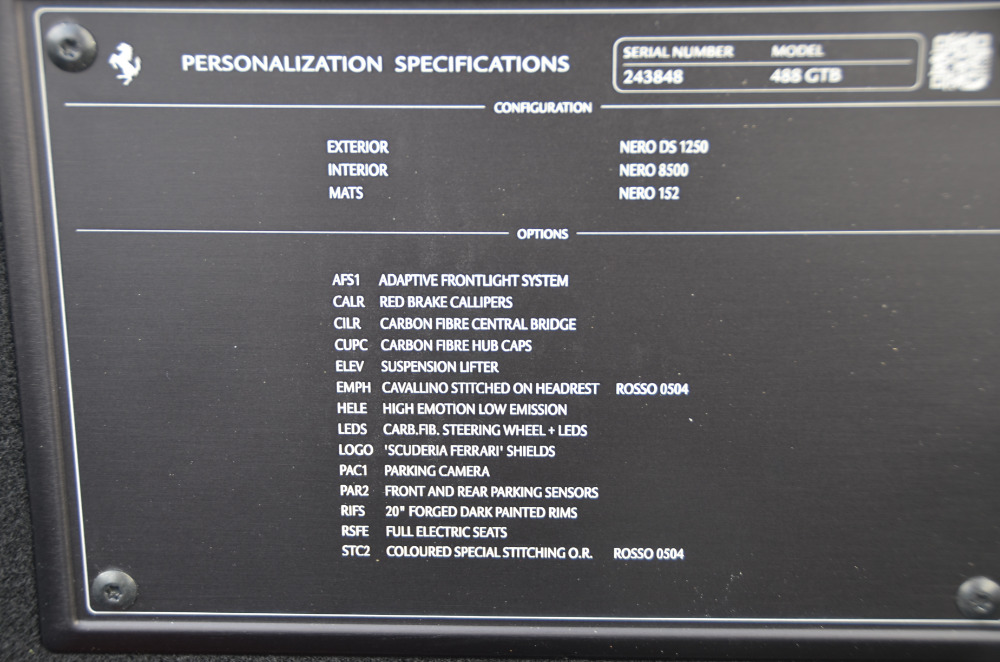 PERSONALIZATION SPECIFICATIONS
SERIAL NUMBER MODEL
243848 488 GTB
CONFIGURATION
EXTERIOR NERO DS 1250
INTERIOR NERO 8500
MATS NERO 152
OPTIONS
AFS1 ADAPTIVE FRONTLIGHT SYSTEM
CALR RED BRAKE CALLIPERS
CILR CARBON FIBRE CENTRAL BRIDGE
CUPC CARBON FIBRE HUB CAPS
ELEV SUSPENSION LIFTER
EMPH CAVALLINO STITCHED ON HEADREST ROSSO 0504
HELE HIGH EMOTION LOW EMISSION
LEDS CARB.FIB. STEERING WHEEL + LEDS
LOGO 'SCUDERIA FERRARI' SHIELDS
PAC1 PARKING CAMERA
PAR2 FRONT AND REAR PARKING SENSORS
RIFS 20" FORGED DARK PAINTED RIMS
RSFE FULL ELECTRIC SEATS
STC2 COLOURED SPECIAL STITCHING O.R. ROSSO 0504